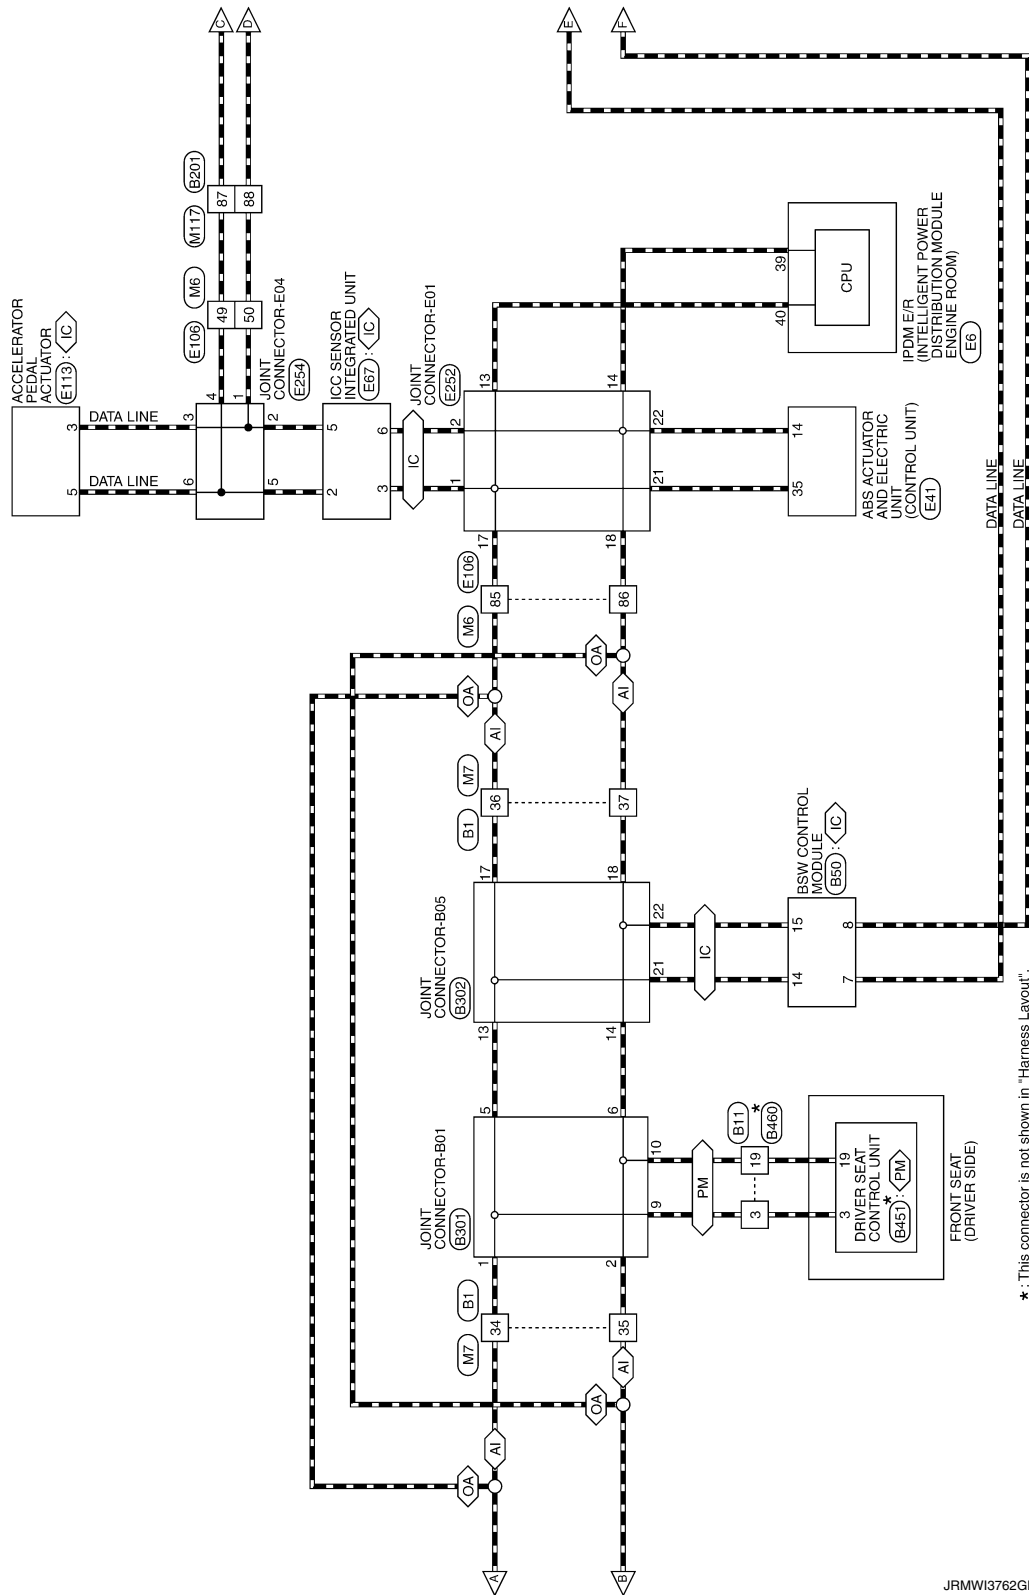 A
B
OA
AI
OA
AI
M7
B1
34
35
1
2
JOINT
CONNECTOR-B01
B301
5
6
9
10
PM
3
19
B11
*
B460
3
19
DRIVER SEAT
CONTROL UNIT
*
B451 : PM
FRONT SEAT
(DRIVER SIDE)
JOINT
CONNECTOR-B05
B302
13
14
17
18
21
22
IC
14
15
7
8
BSW CONTROL
MODULE
B50 : IC
B1
M7
36
37
AI
OA
AI
OA
M6
E106
85
86
17
18
JOINT
CONNECTOR-E01
E252
1
2
13
14
21
22
IC
3
6
2
5
ICC SENSOR
INTEGRATED UNIT
E67 : IC
5
2
6
3
4
1
JOINT
CONNECTOR-E04
E254
DATA LINE
DATA LINE
5
3
ACCELERATOR
PEDAL
ACTUATOR
E113 : IC
E106
M6
49
50
M117
B201
87
88
C
D
35
14
ABS ACTUATOR
AND ELECTRIC
UNIT
(CONTROL UNIT)
E41
40
39
CPU
IPDM E/R
(INTELLIGENT POWER
DISTRIBUTION MODULE
ENGINE ROOM)
E6
E
F
DATA LINE
DATA LINE
* : This connector is not shown in "Harness Layout".